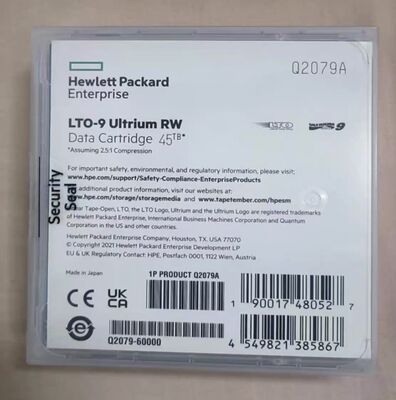 Hewlett Packard
Enterprise
Q2079A
LTO-9 Ultrium RW
Data Cartridge 45TB*
*Assuming 2.5:1 Compression
ULTRIUM 9
For important safety, environmental, and regulatory information, please visit:
www.hpe.com/support/Safety-Compliance-EnterpriseProducts
additional product information, visit our websites at:
www.hpe.com/storage/storagemedia and www.tapetember.com/hpesm
Linear Tape-Open, LTO, the LTO Logo, Ultrium and the Ultrium Logo are registered trademarks
of Hewlett Packard Enterprise, International Business Machines Corporation and Quantum
Corporation in the US and other countries.
Hewlett Packard Enterprise Company, Houston, TX. USA 77070
© Copyright 2021 Hewlett Packard Enterprise Development LP
EU & UK Regulatory Contact: HPE, Postfach 0001, 1122 Wien, Austria
Security
Seal
Made in Japan
1P PRODUCT Q2079A
CE
UK
CA
1 90017 48052 7
Q2079-60000
4 549821 385867